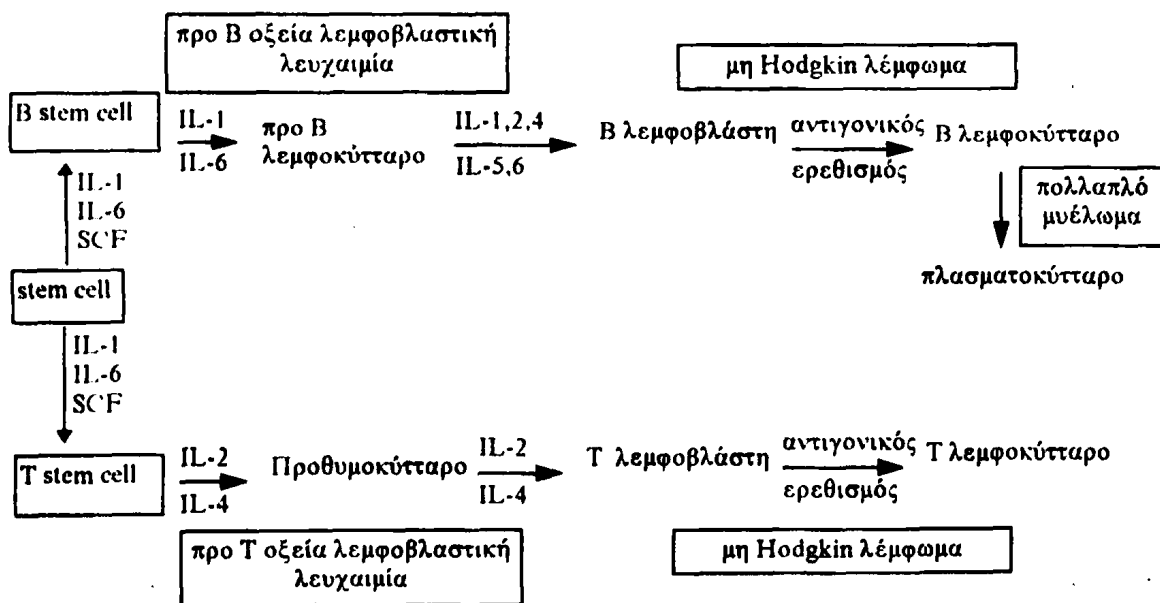 προ Β οξεία λεμφοβλαστική
λευχαιμία
μη Hodgkin λέμφωμα
B stem cell
IL-1
IL-6
προ Β
λεμφοκύτταρο
IL-1,2,4
IL-5,6
Β λεμφοβλάστη
αντιγονικός
ερεθισμός
Β λεμφοκύτταρο
IL-1
IL-6
SCF
πολλαπλό
μυέλωμα
πλασματοκύτταρο
stem cell
IL-1
IL-6
SCF
T stem cell
IL-2
IL-4
Προθυμοκύτταρο
IL-2
IL-4
Τ λεμφοβλάστη
αντιγονικός
ερεθισμός
Τ λεμφοκύτταρο
προ Τ οξεία λεμφοβλαστική
λευχαιμία
μη Hodgkin λέμφωμα